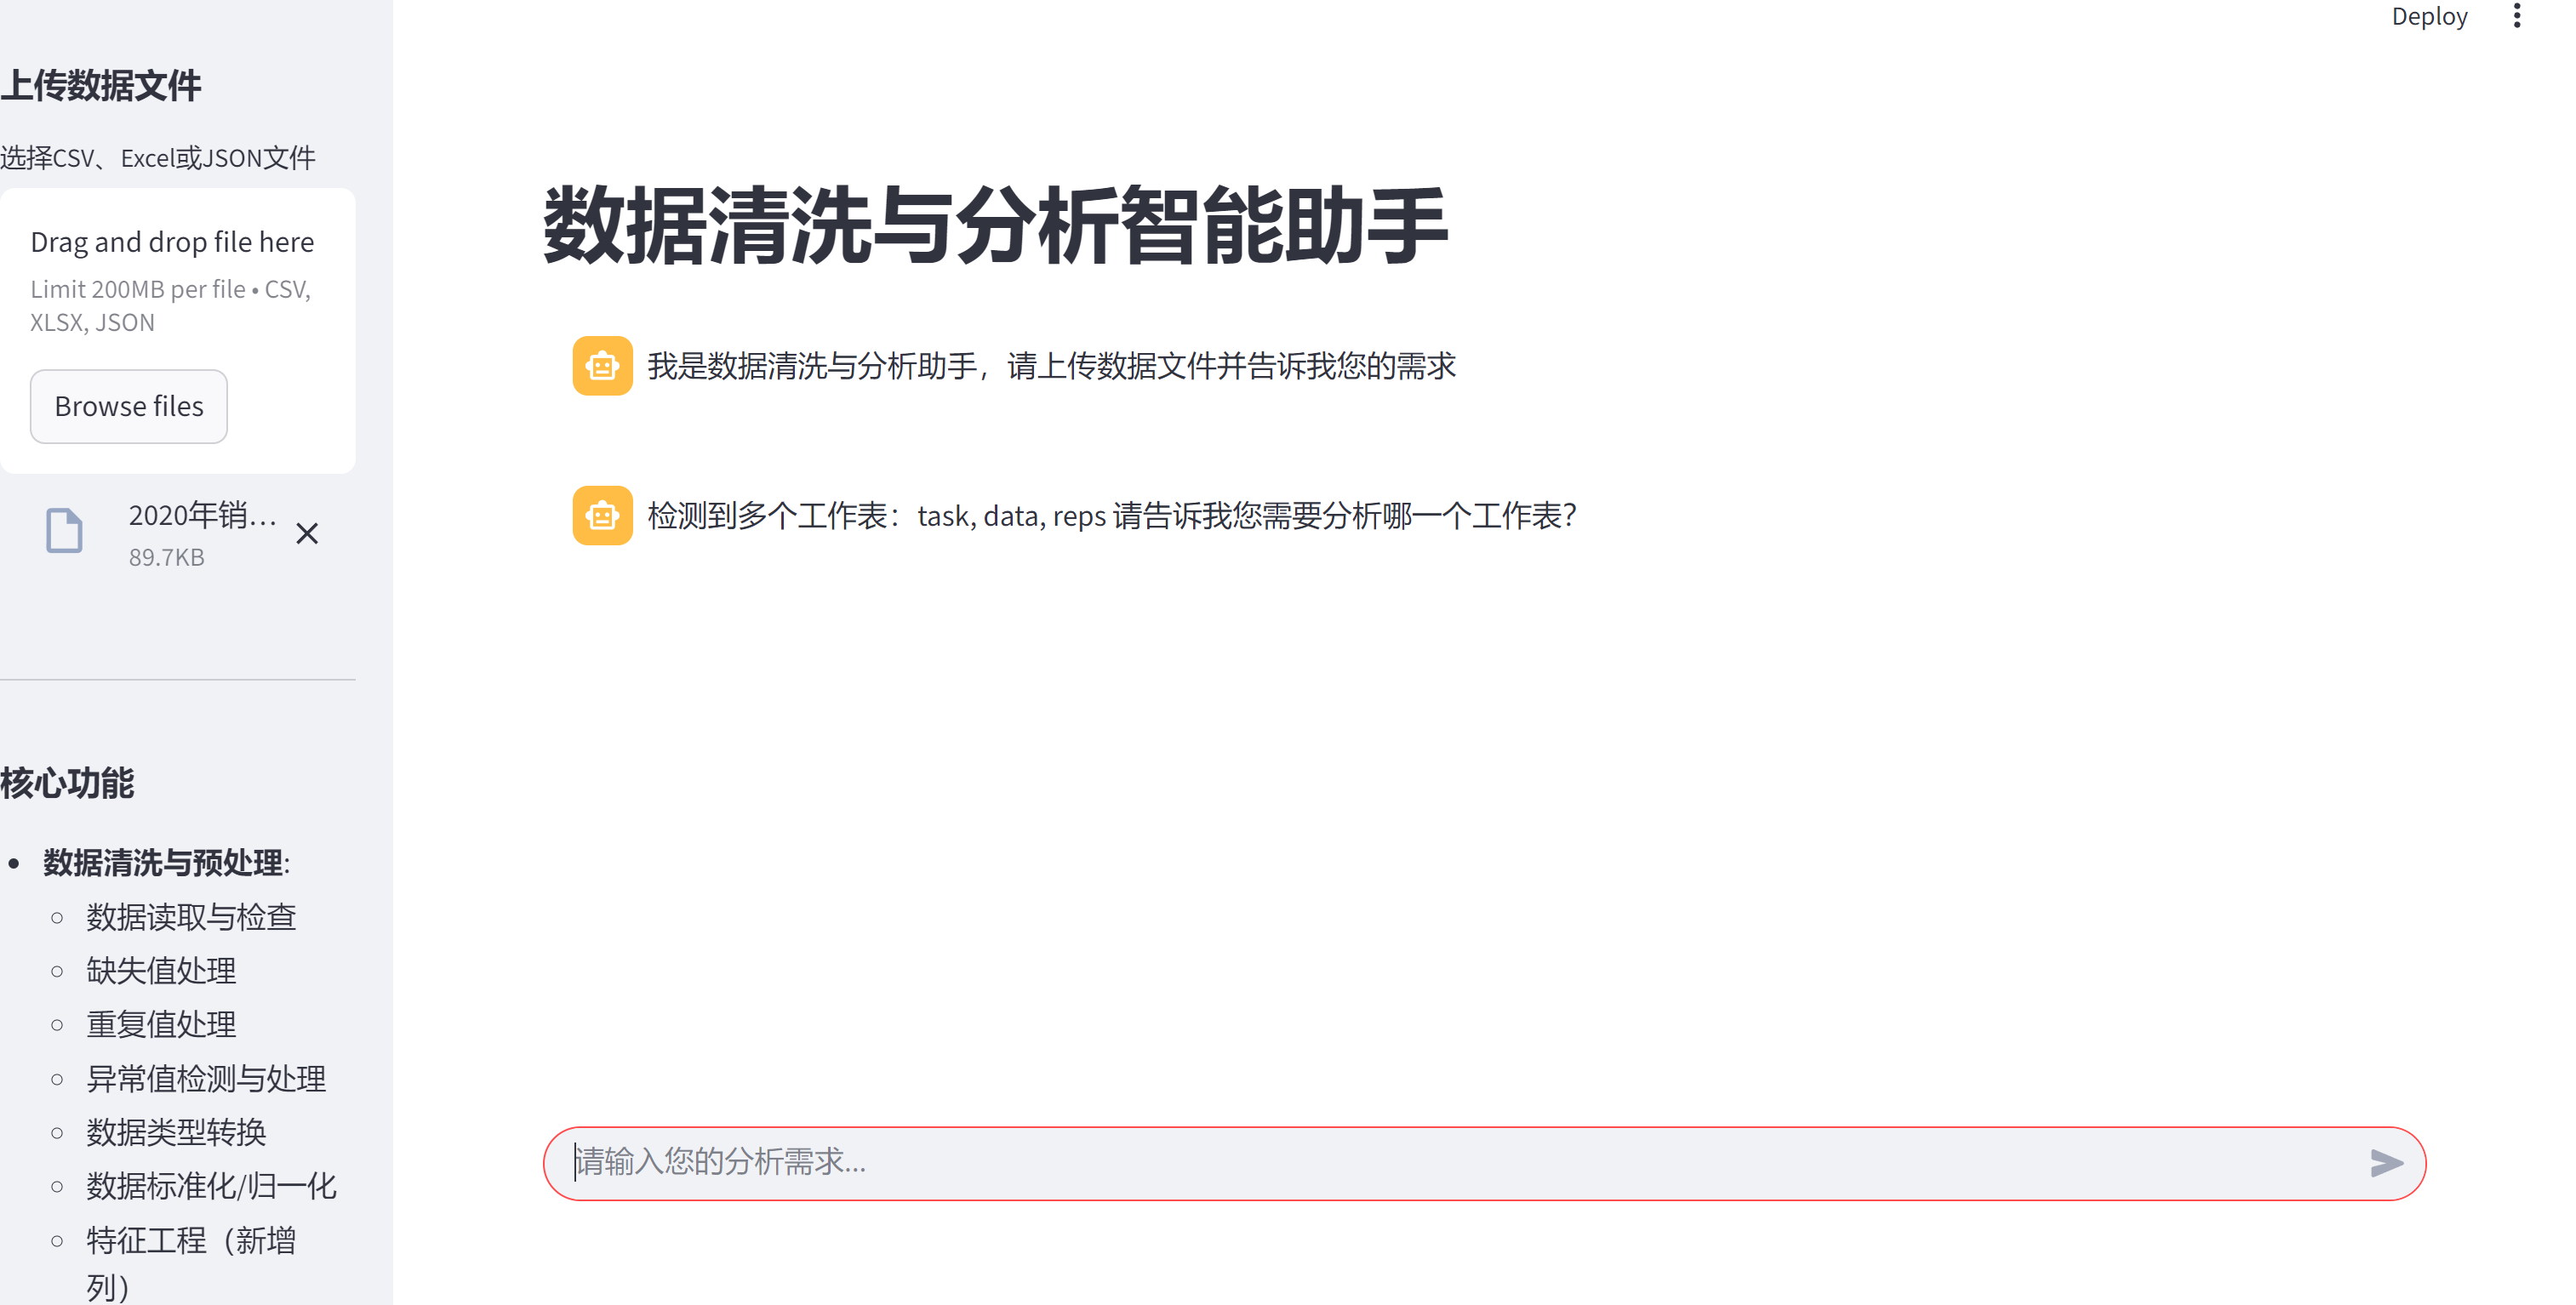 Deploy
上传数据文件
选择CSV、Excel或JSON文件
Drag and drop file here
Limit 200MB per file • CSV,
XLSX, JSON
Browse files
2020年销...
89.7KB
核心功能
• 数据清洗与预处理:
○ 数据读取与检查
○ 缺失值处理
○ 重复值处理
○ 异常值检测与处理
○ 数据类型转换
○ 数据标准化/归一化
○ 特征工程（新增
列）
数据清洗与分析智能助手
我是数据清洗与分析助手，请上传数据文件并告诉我您的需求
检测到多个工作表：task, data, reps 请告诉我您需要分析哪一个工作表？
请输入您的分析需求...